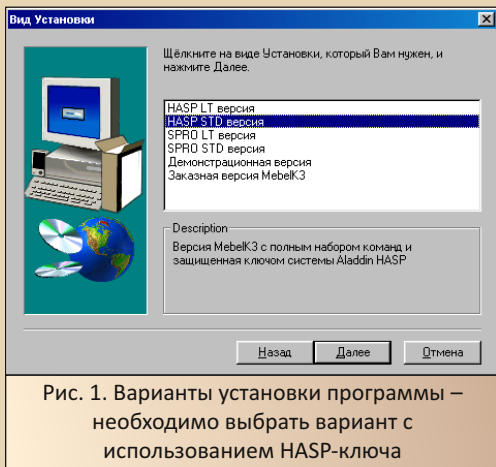 Вид Установки
Щёлкните на виде Установки, который Вам нужен, и
нажмите Далее.
HASP LT версия
HASP STD версия
SPRO LT версия
SPRO STD версия
Демонстрационная версия
Заказная версия MebelK3
Description
Версия MebelK3 с полным набором команд и
защищенная ключом системы Aladdin HASP
Назад Далее Отмена
Рис. 1. Варианты установки программы –
необходимо выбрать вариант с
использованием HASP-ключа